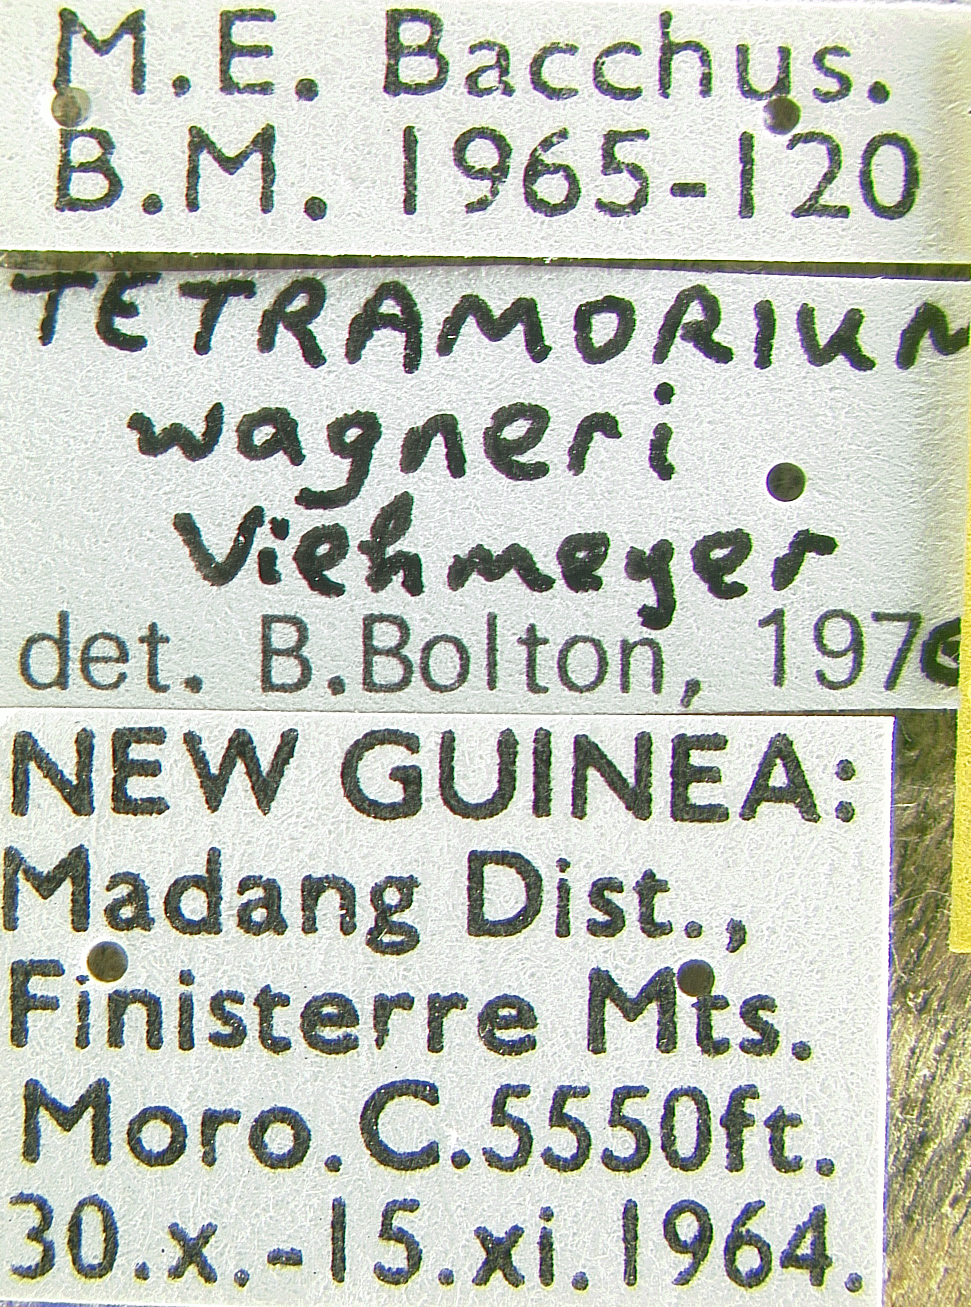 M.E. Bacchus.
B.M. 1965-120
TETRAMORIUM
wagneri
Viehmeyer
det. B.Bolton, 1976
NEW GUINEA:
Madang Dist.,
Finisterre Mts.
Moro. C.5550ft.
30.x.-15.xi.1964.